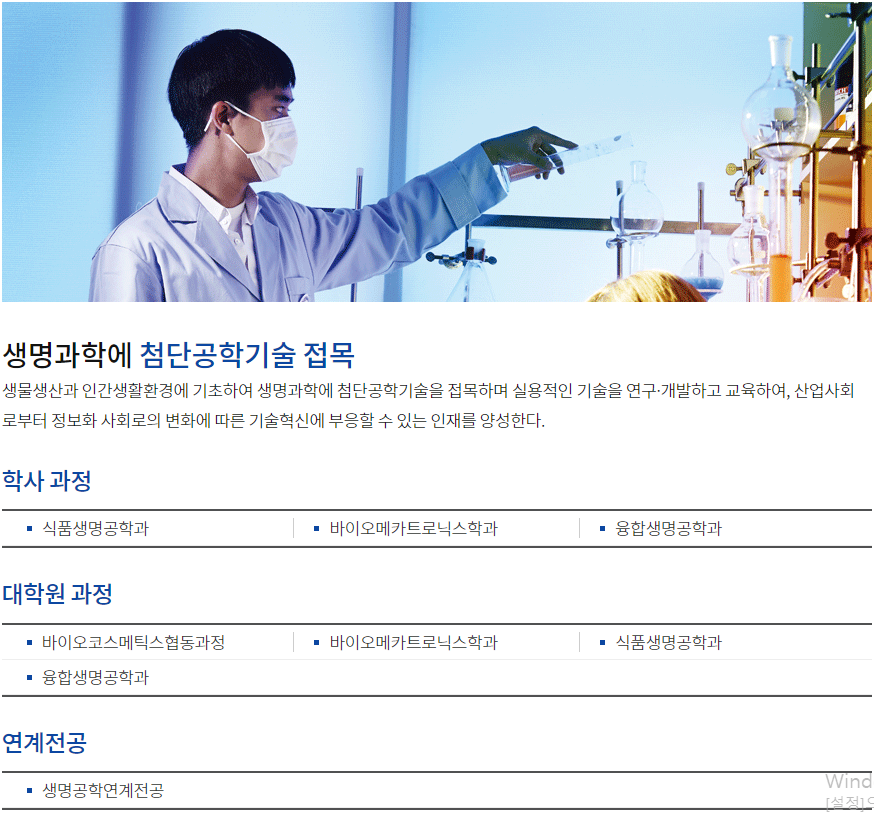 생명과학에 첨단공학기술 접목
생물생산과 인간생활환경에 기초하여 생명과학에 첨단공학기술을 접목하며 실용적인 기술을 연구·개발하고 교육하여, 산업사회
로부터 정보화 사회로의 변화에 따른 기술혁신에 부응할 수 있는 인재를 양성한다.
학사 과정
▪ 식품생명공학과 ▪ 바이오메카트로닉스학과 ▪ 융합생명공학과
대학원 과정
▪ 바이오코스메틱스협동과정 ▪ 바이오메카트로닉스학과 ▪ 식품생명공학과
▪ 융합생명공학과
연계전공
Wind
▪ 생명공학연계전공
[설정]으